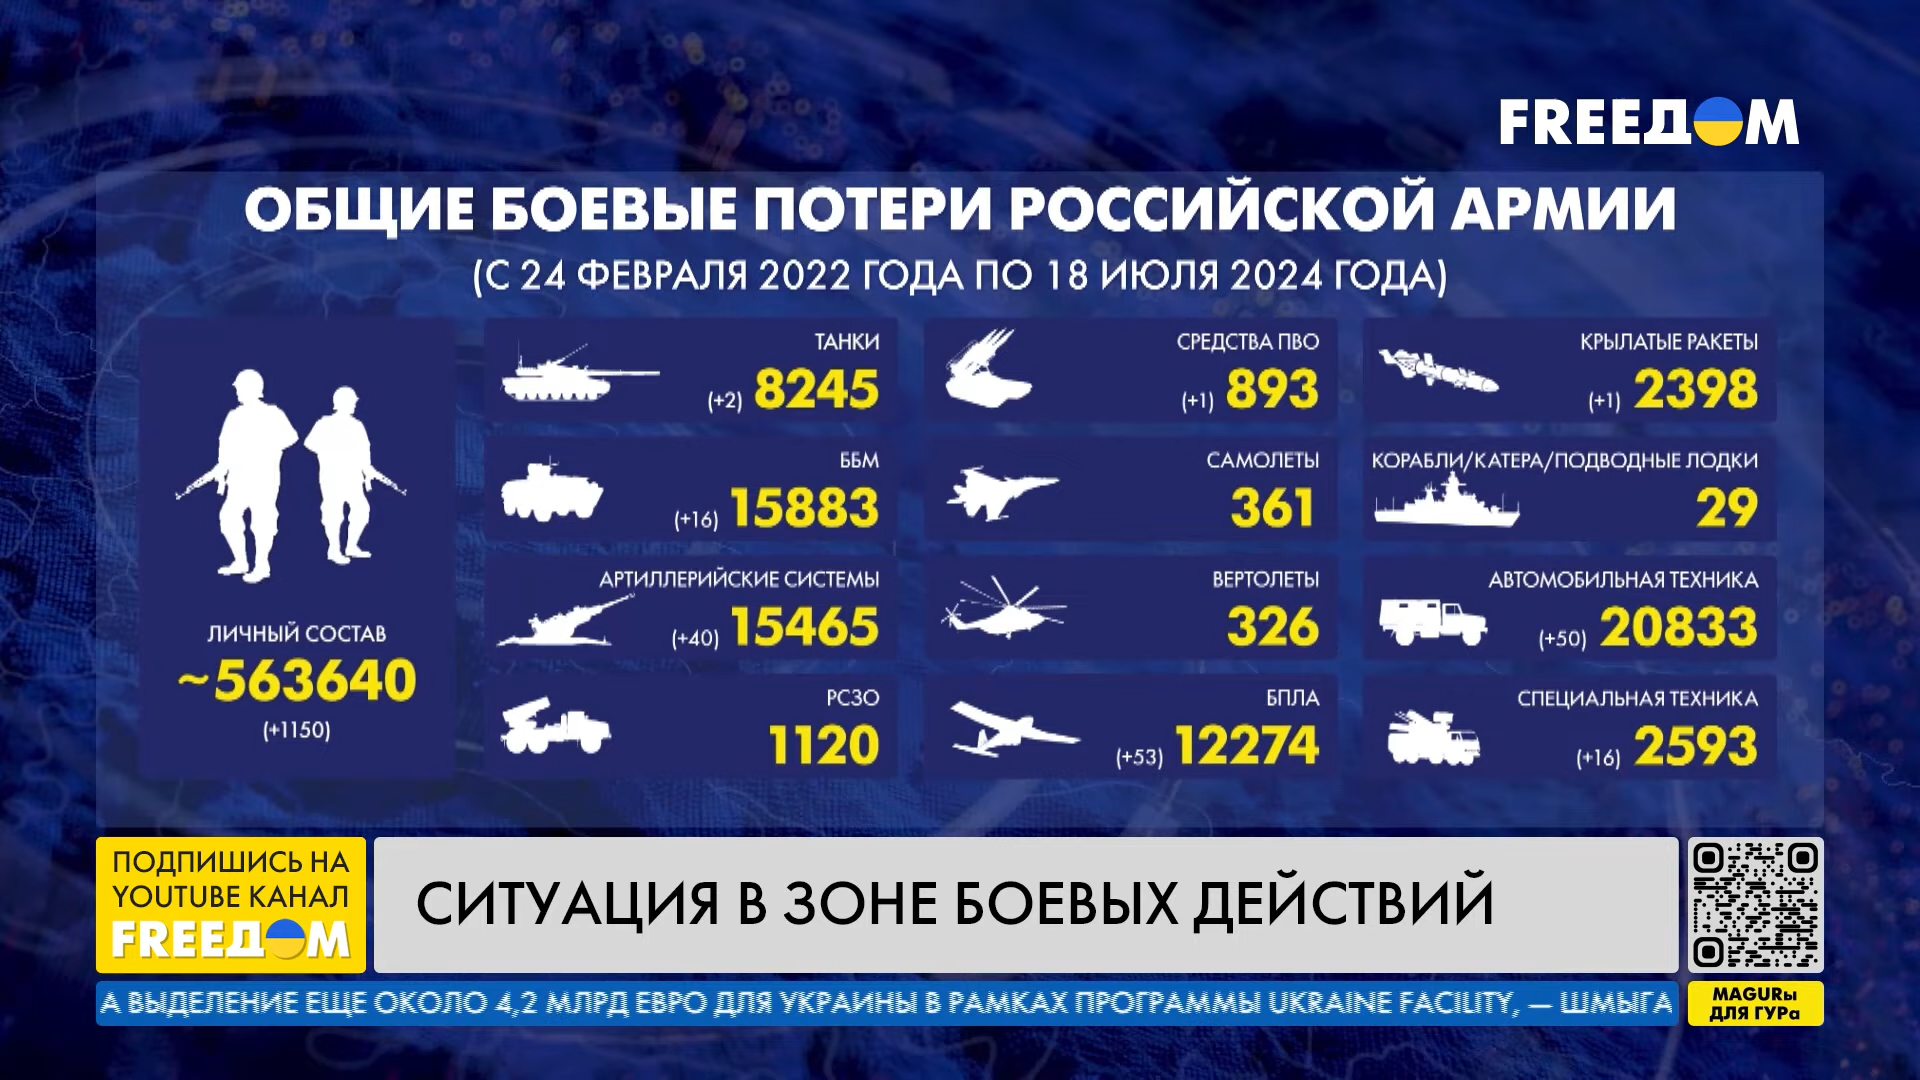 FREEДOM
ОБЩИЕ БОЕВЫЕ ПОТЕРИ РОССИЙСКОЙ АРМИИ
(С 24 ФЕВРАЛЯ 2022 ГОДА ПО 18 ИЮЛЯ 2024 ГОДА)
ЛИЧНЫЙ СОСТАВ
~563640
(+1150)
ТАНКИ
(+2) 8245
ББМ
(+16) 15883
АРТИЛЛЕРИЙСКИЕ СИСТЕМЫ
(+40) 15465
РСЗО
1120
СРЕДСТВА ПВО
(+1) 893
САМОЛЕТЫ
361
ВЕРТОЛЕТЫ
326
БПЛА
(+53) 12274
КРЫЛАТЫЕ РАКЕТЫ
(+1) 2398
КОРАБЛИ/КАТЕРА/ПОДВОДНЫЕ ЛОДКИ
29
АВТОМОБИЛЬНАЯ ТЕХНИКА
(+50) 20833
СПЕЦИАЛЬНАЯ ТЕХНИКА
(+16) 2593
ПОДПИШИСЬ НА
YOUTUBE КАНАЛ
FREEДOM
СИТУАЦИЯ В ЗОНЕ БОЕВЫХ ДЕЙСТВИЙ
А ВЫДЕЛЕНИЕ ЕЩЕ ОКОЛО 4,2 МЛРД ЕВРО ДЛЯ УКРАИНЫ В РАМКАХ ПРОГРАММЫ UKRAINE FACILITY, — ШМЫГА
MAGURы
ДЛЯ ГУРа